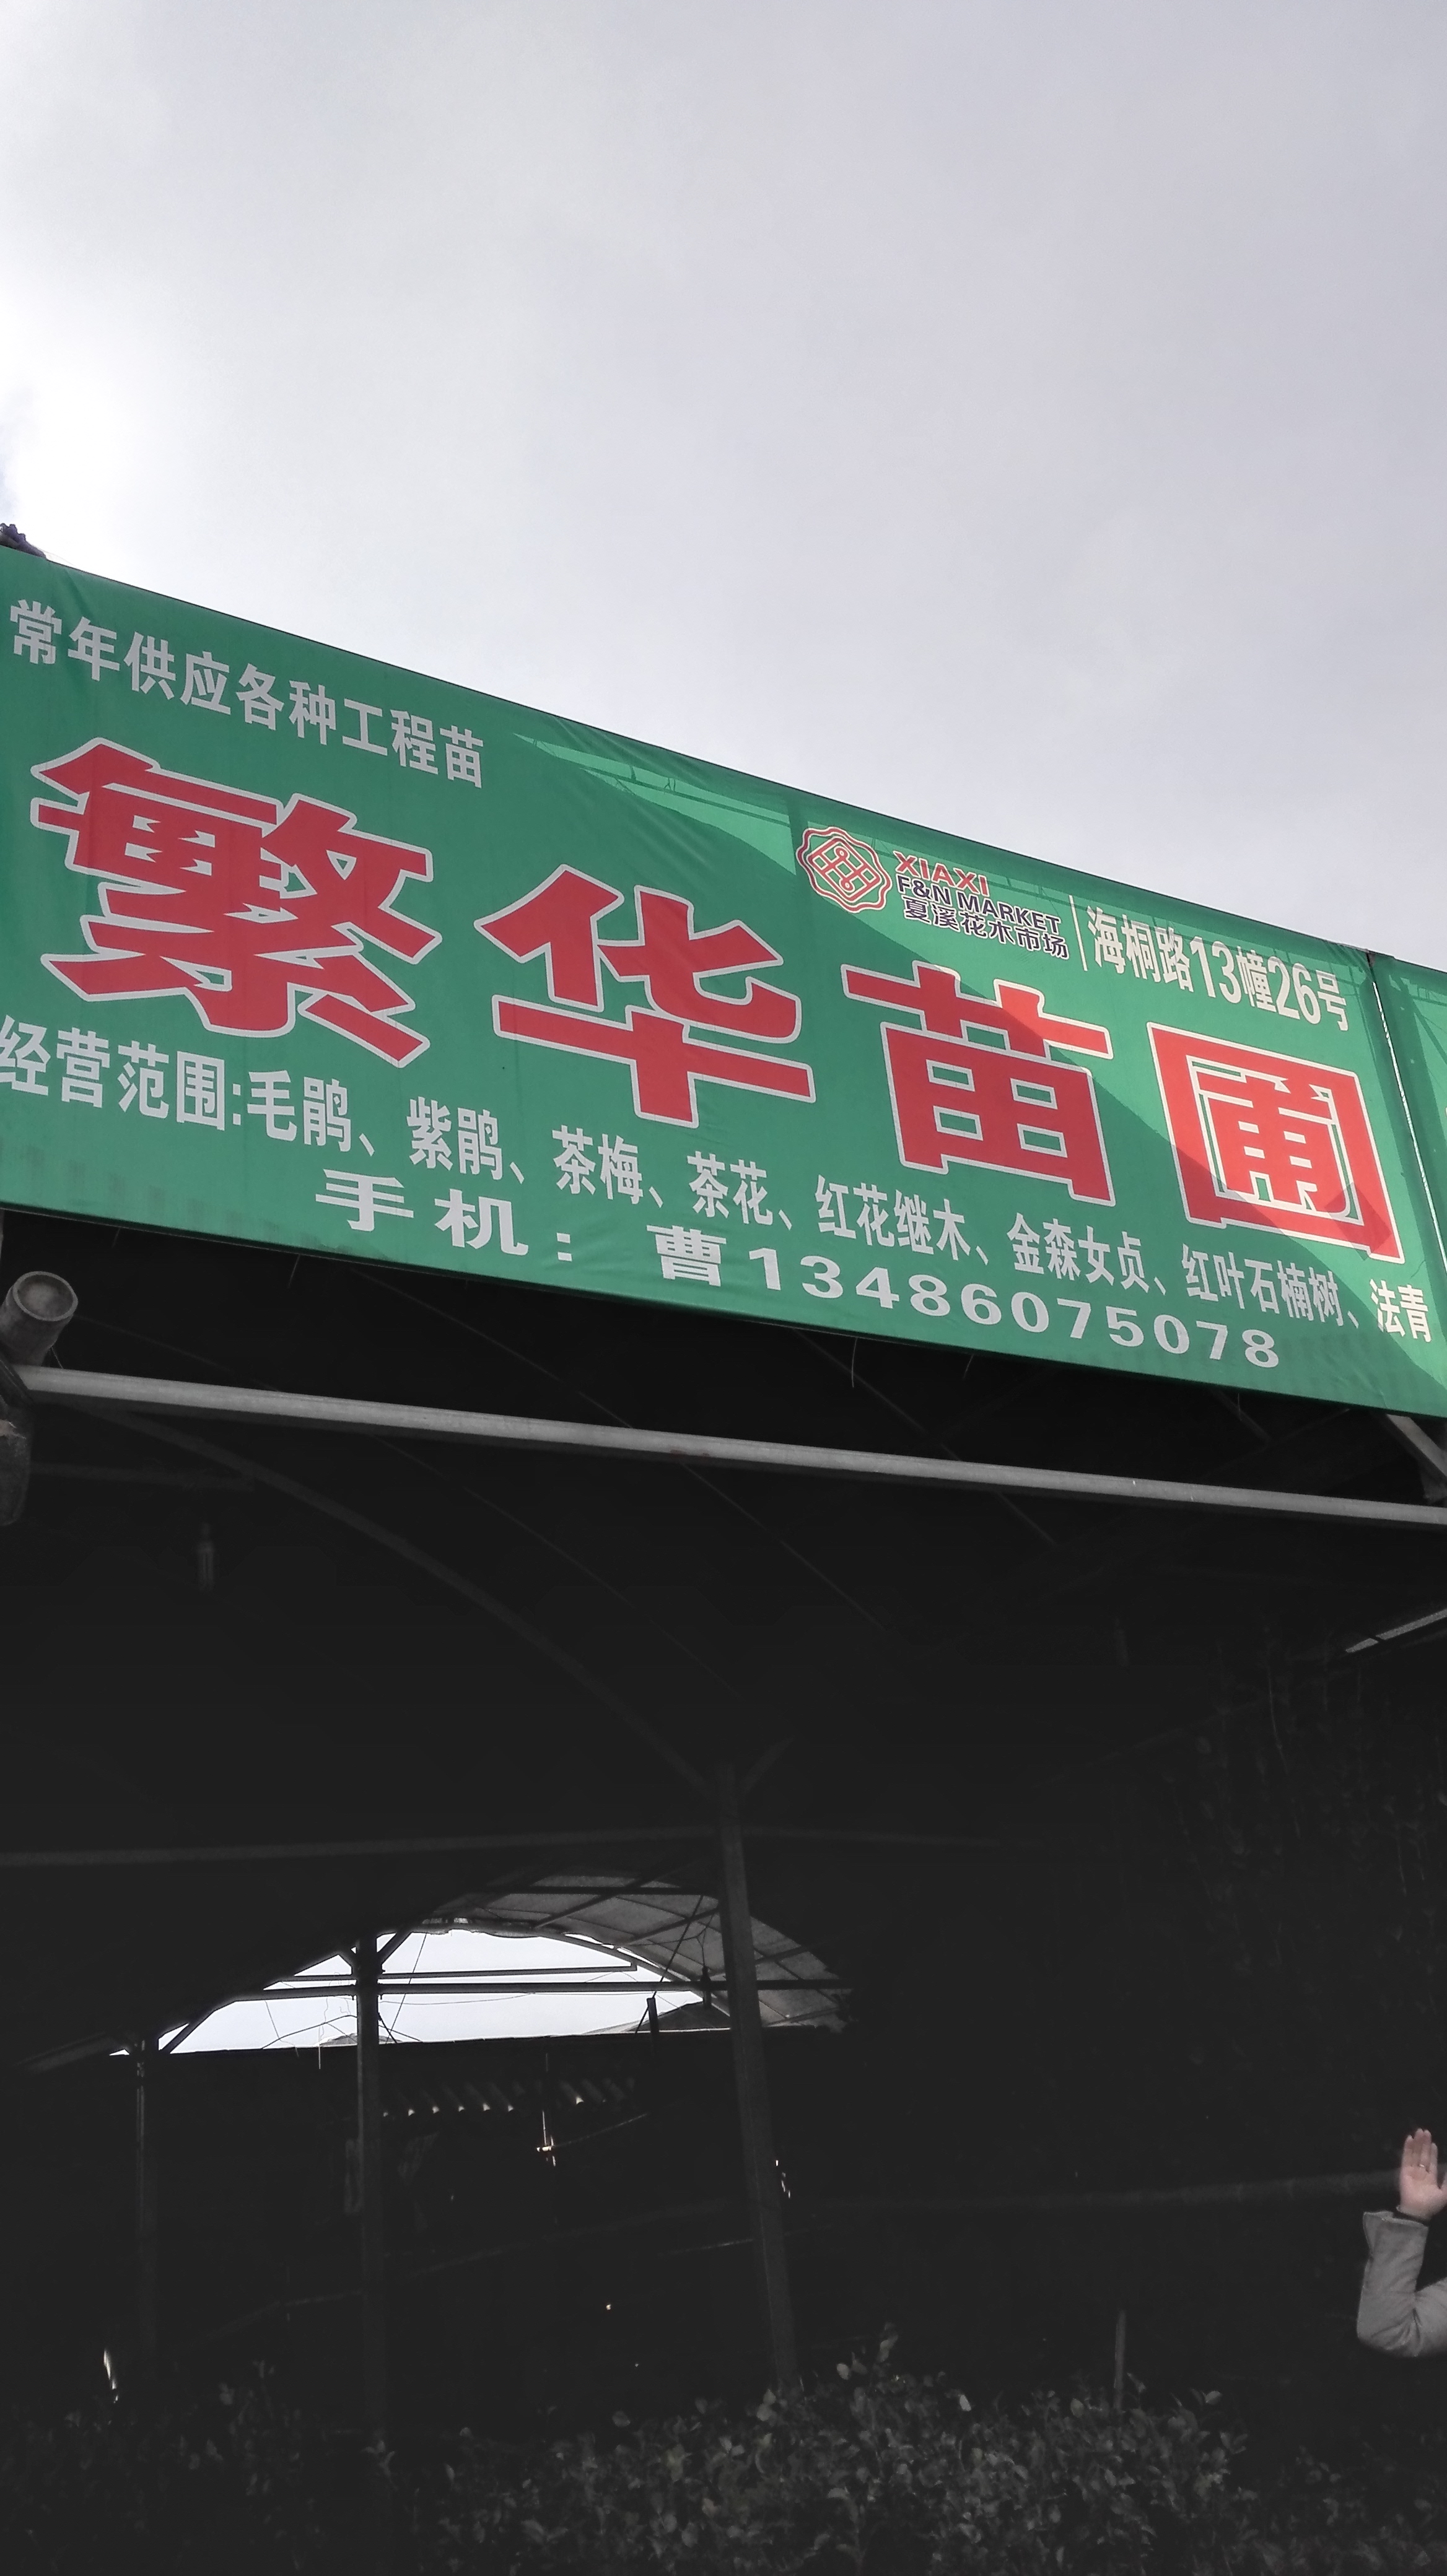 常年供应各种工程苗
XIAXI
F&N MARKET
夏溪花木市场
海桐路13幢26号
繁华苗圃
经营范围:毛鹃、紫鹃、茶梅、茶花、红花继木、金森女贞、红叶石楠树、法青
手机：曹13486075078